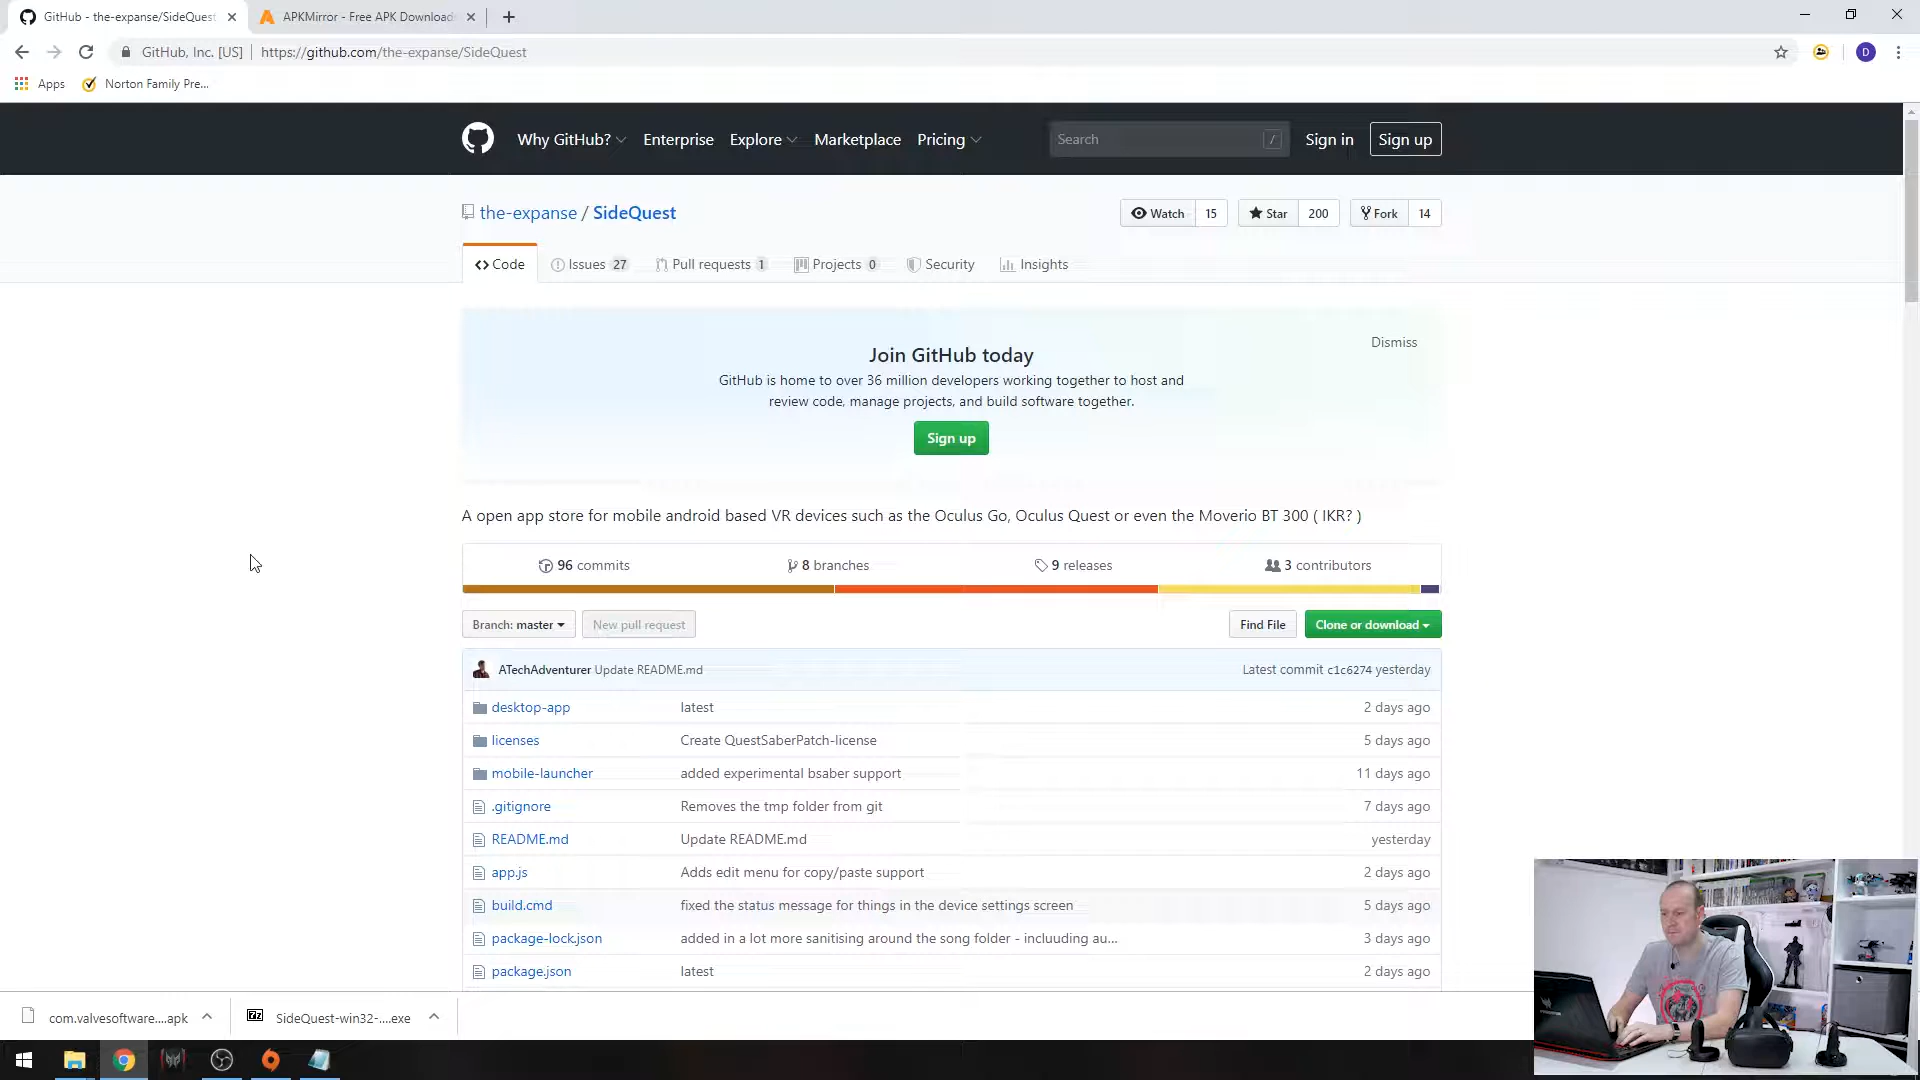 GitHub - the-expanse/SideQuest
APKMirror - Free APK Downloads
GitHub, Inc. [US]
https://github.com/the-expanse/SideQuest
D
Apps
Norton Family Pre...
Why GitHub?
Enterprise
Explore
Marketplace
Pricing
Search
/
Sign in
Sign up
the-expanse / SideQuest
Watch 15
Star 200
Fork 14
Code
Issues 27
Pull requests 1
Projects 0
Security
Insights
Dismiss
Join GitHub today
GitHub is home to over 36 million developers working together to host and
review code, manage projects, and build software together.
Sign up
A open app store for mobile android based VR devices such as the Oculus Go, Oculus Quest or even the Moverio BT 300 ( IKR? )
96 commits
8 branches
9 releases
3 contributors
Branch: master
New pull request
Find File
Clone or download
ATechAdventurer Update README.md
Latest commit c1c6274 yesterday
desktop-app latest 2 days ago
licenses Create QuestSaberPatch-license 5 days ago
mobile-launcher added experimental bsaber support 11 days ago
.gitignore Removes the tmp folder from git 7 days ago
README.md Update README.md yesterday
app.js Adds edit menu for copy/paste support 2 days ago
build.cmd fixed the status message for things in the device settings screen 5 days ago
package-lock.json added in a lot more sanitising around the song folder - incluuding au... 3 days ago
package.json latest 2 days ago
com.valvesoftware....apk
7z
SideQuest-win32-....exe